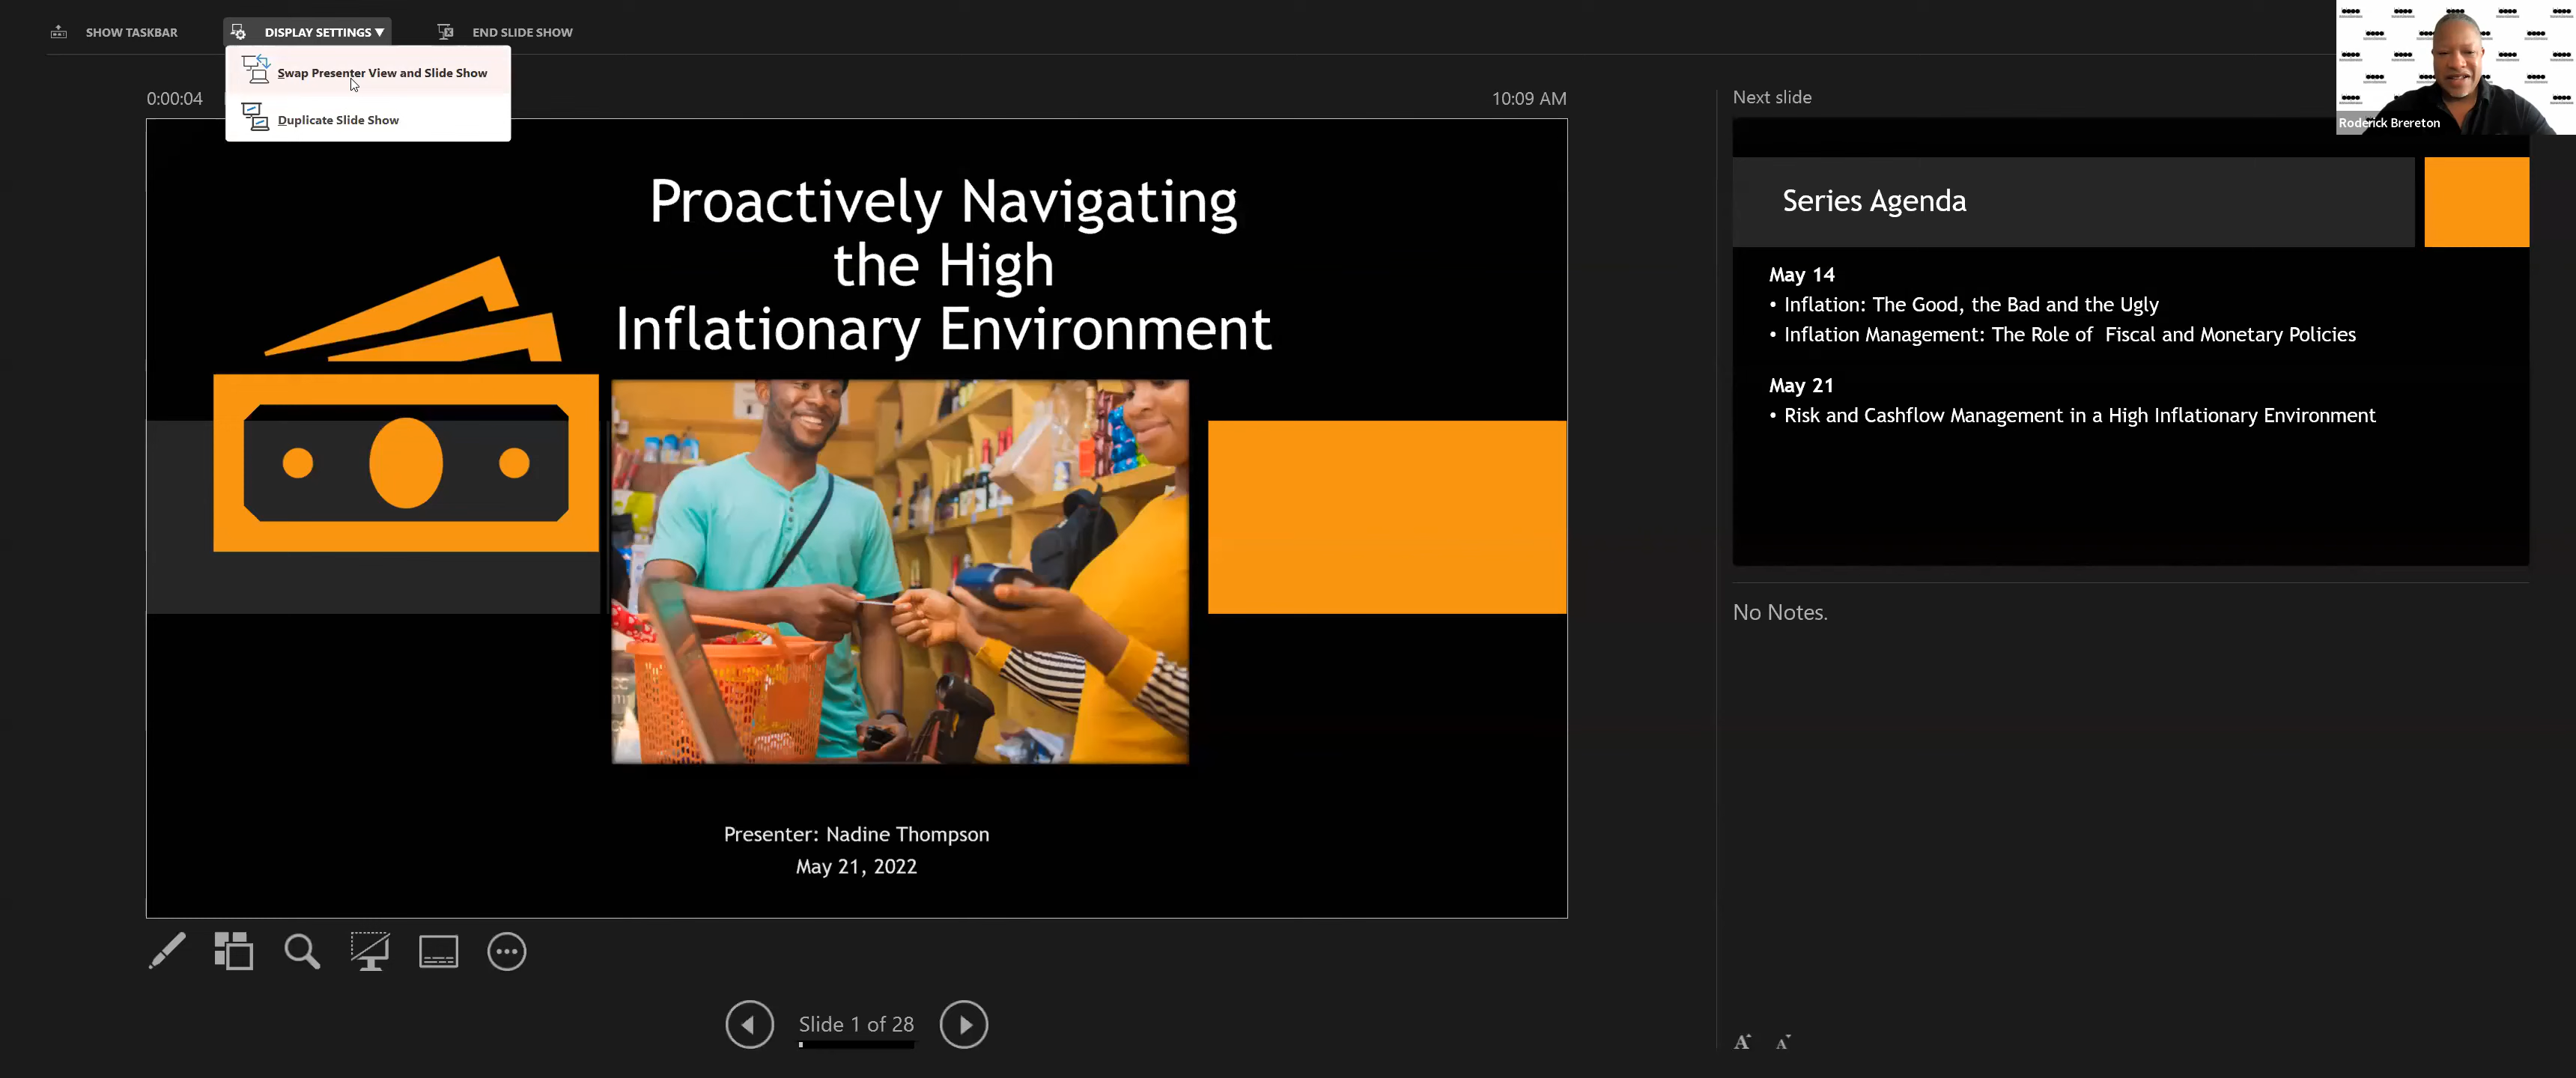 SHOW TASKBAR
DISPLAY SETTINGS ▼
END SLIDE SHOW
Swap Presenter View and Slide Show
Duplicate Slide Show
0:00:04
10:09 AM
Proactively Navigating
the High
Inflationary Environment
Presenter: Nadine Thompson
May 21, 2022
Slide 1 of 28
Next slide
Roderick Brereton
Series Agenda
May 14
• Inflation: The Good, the Bad and the Ugly
• Inflation Management: The Role of Fiscal and Monetary Policies
May 21
• Risk and Cashflow Management in a High Inflationary Environment
No Notes.
A A